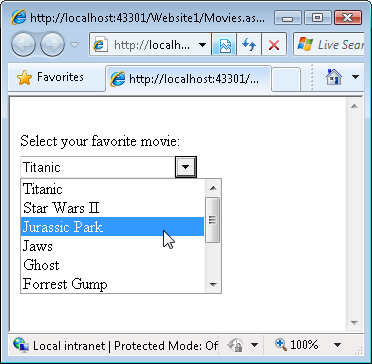 http://localhost:43301/Website1/Movies.as...
http://localh...
Live Sear
Favorites
http://localhost:43301/...
Select your favorite movie:
Titanic
Titanic
Star Wars II
Jurassic Park
Jaws
Ghost
Forrest Gump
Local intranet | Protected Mode: Of
100%